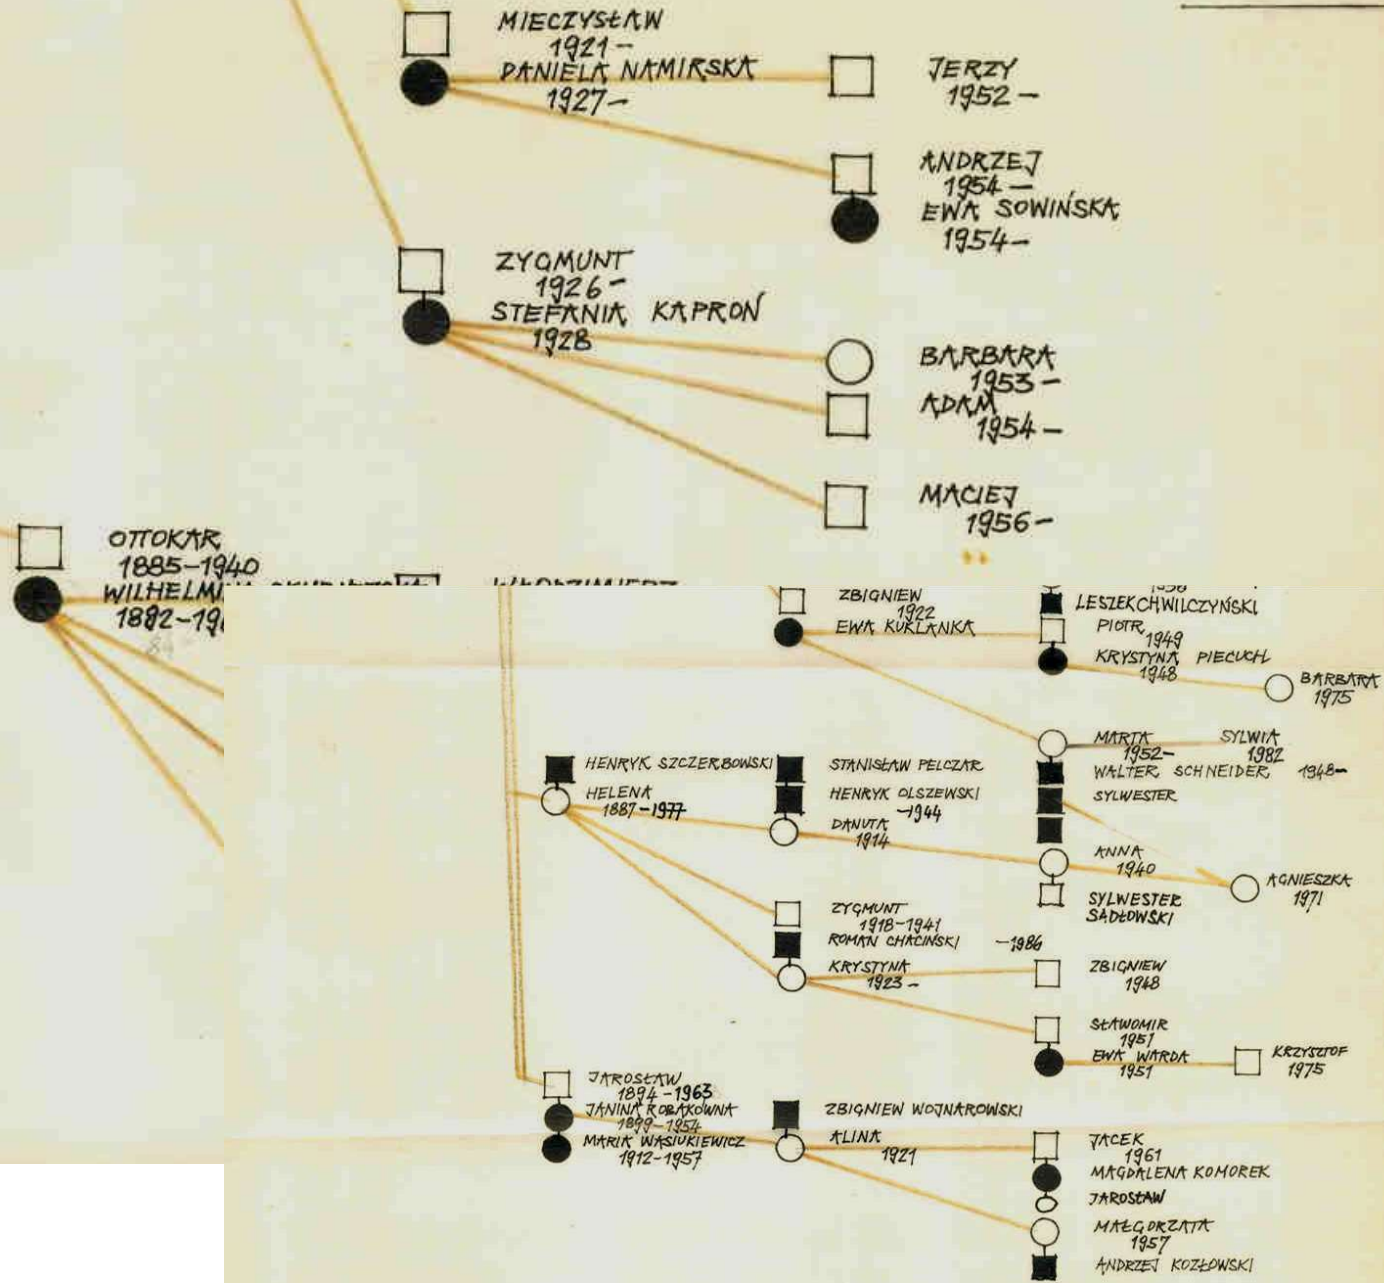 MIECZYSŁAW
1921-
DANIELA NAMIRSKA
1927-
JERZY
1952-
ANDRZEJ
1954-
EWA SOWIŃSKA
1954-
ZYGMUNT
1926-
STEFANIA KAPROŃ
1928
BARBARA
1953-
ADAM
1954-
MACIEJ
1956-
OTTOKAR
1885-1940
ZBIGNIEW
1922
EWA KUKLANKA
LESZEK CHWILCZYŃSKI
PIOTR
1949
KRYSTYNA PIECUCH
1948
BARBARA
1975
MARTA
1952-
SYLWIA
1982
WALTER SCHNEIDER 1948-
SYLWESTER
HENRYK SZCZERBOWSKI
HELENA
1887-1977
STANISŁAW PELCZAR
HENRYK OLSZEWSKI
-1944
DANUTA
1914
ANNA
1940
SYLWESTER
SADŁOWSKI
AGNIESZKA
1971
ZYGMUNT
1918-1941
ROMAN CHACIŃSKI -1986
KRYSTYNA
1923-
ZBIGNIEW
1948
SŁAWOMIR
1951
EWA WARDA
1951
KRZYSZTOF
1975
JAROSŁAW
1894-1963
JANINA ROBAKÓWNA
1899-1954
MARIA WASIUKIEWICZ
1912-1957
ZBIGNIEW WOJNAROWSKI
ALINA
1921
JACEK
1961
MAGDALENA KOMOREK
JAROSŁAW
MAŁGORZATA
1957
ANDRZEJ KOZŁOWSKI